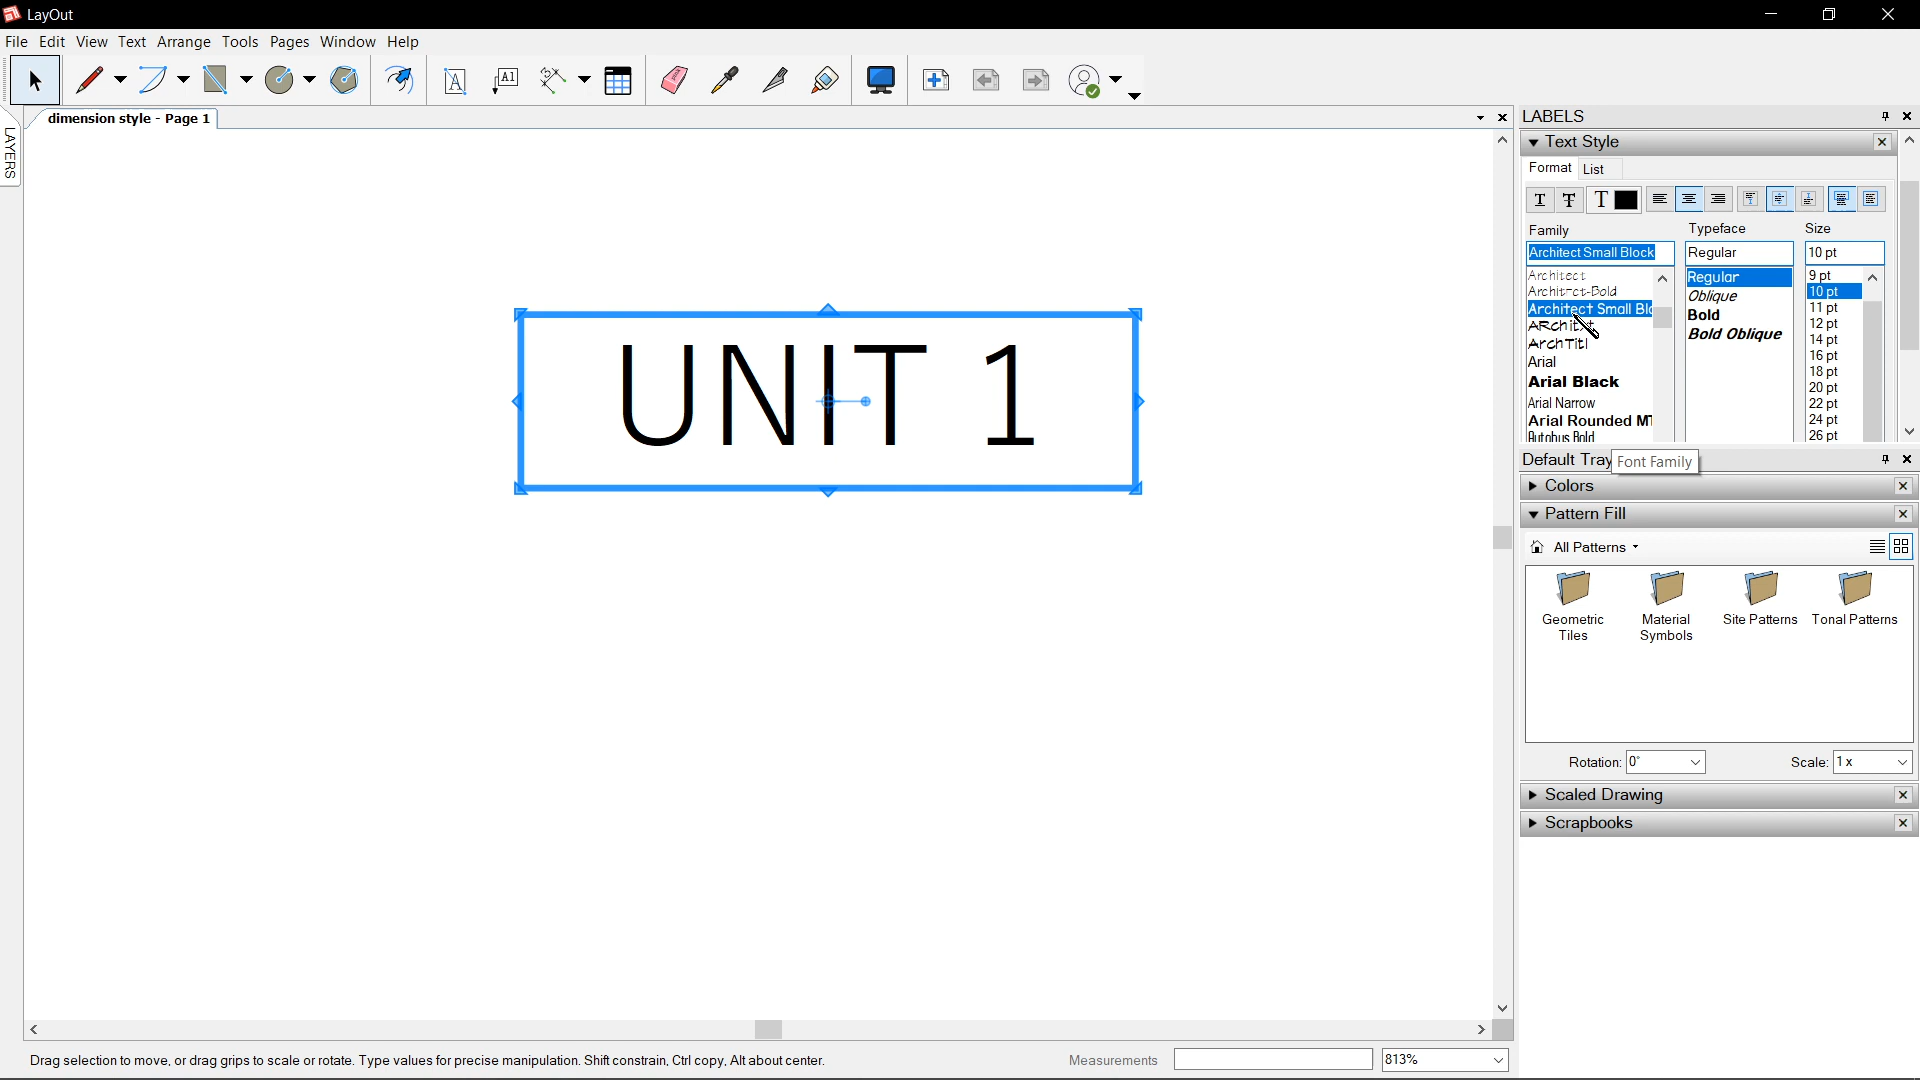 LayOut
File Edit View Text Arrange Tools Pages Window Help
A A1
LAYERS
dimension style - Page 1
UNIT 1
LABELS
Text Style
Format List
T T T
Family Typeface Size
Architect Small Block Regular 10 pt
Architect
Architect-Bold
Architect Small Blo
ArchTitl
Arial
Arial Black
Arial Narrow
Arial Rounded MT
Autobus Bold
Regular
Oblique
Bold
Bold Oblique
9 pt
10 pt
11 pt
12 pt
14 pt
16 pt
18 pt
20 pt
22 pt
24 pt
26 pt
Default Tray
Font Family
Colors
Pattern Fill
All Patterns
Geometric Tiles
Material Symbols
Site Patterns
Tonal Patterns
Rotation: 0° Scale: 1 x
Scaled Drawing
Scrapbooks
Drag selection to move, or drag grips to scale or rotate. Type values for precise manipulation. Shift constrain, Ctrl copy, Alt about center.
Measurements 813%